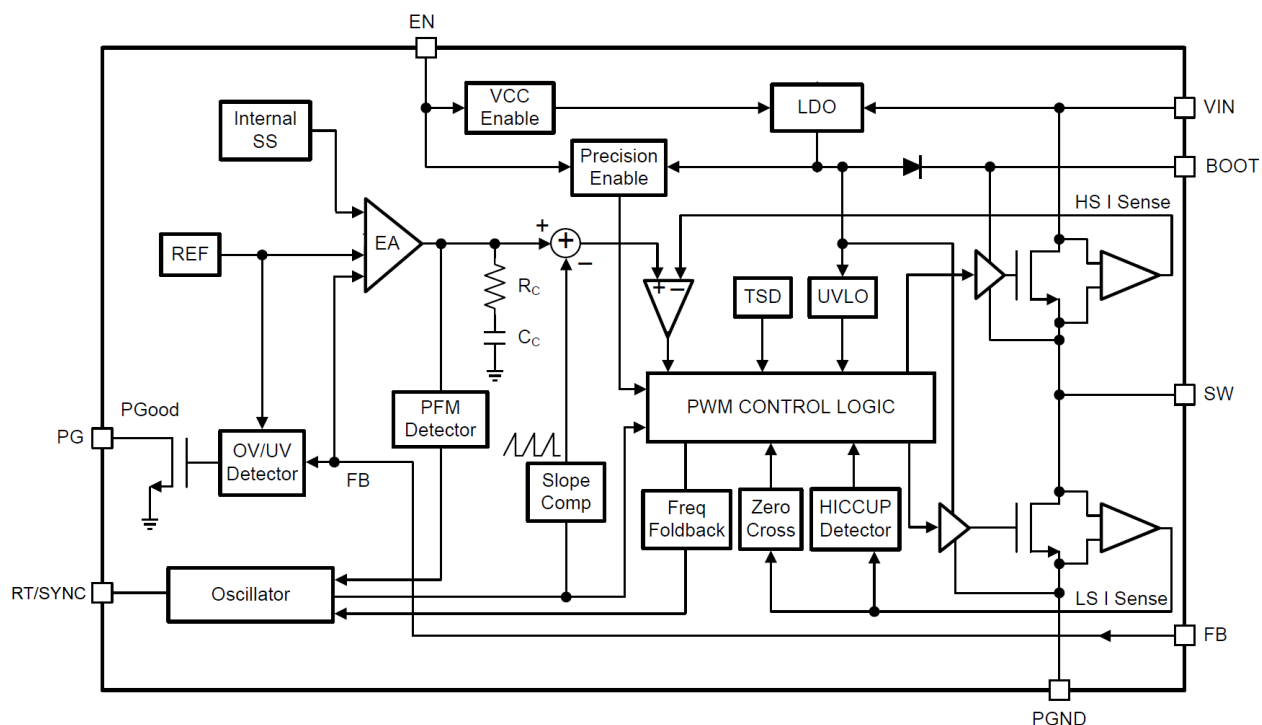 EN
VCC
Enable
LDO
VIN
Internal
SS
Precision
Enable
BOOT
HS I Sense
REF
EA
+
+
−
+ −
RC
CC
TSD
UVLO
PWM CONTROL LOGIC
SW
PFM
Detector
PGood
PG
OV/UV
Detector
FB
Slope
Comp
Freq
Foldback
Zero
Cross
HICCUP
Detector
RT/SYNC
Oscillator
LS I Sense
FB
PGND